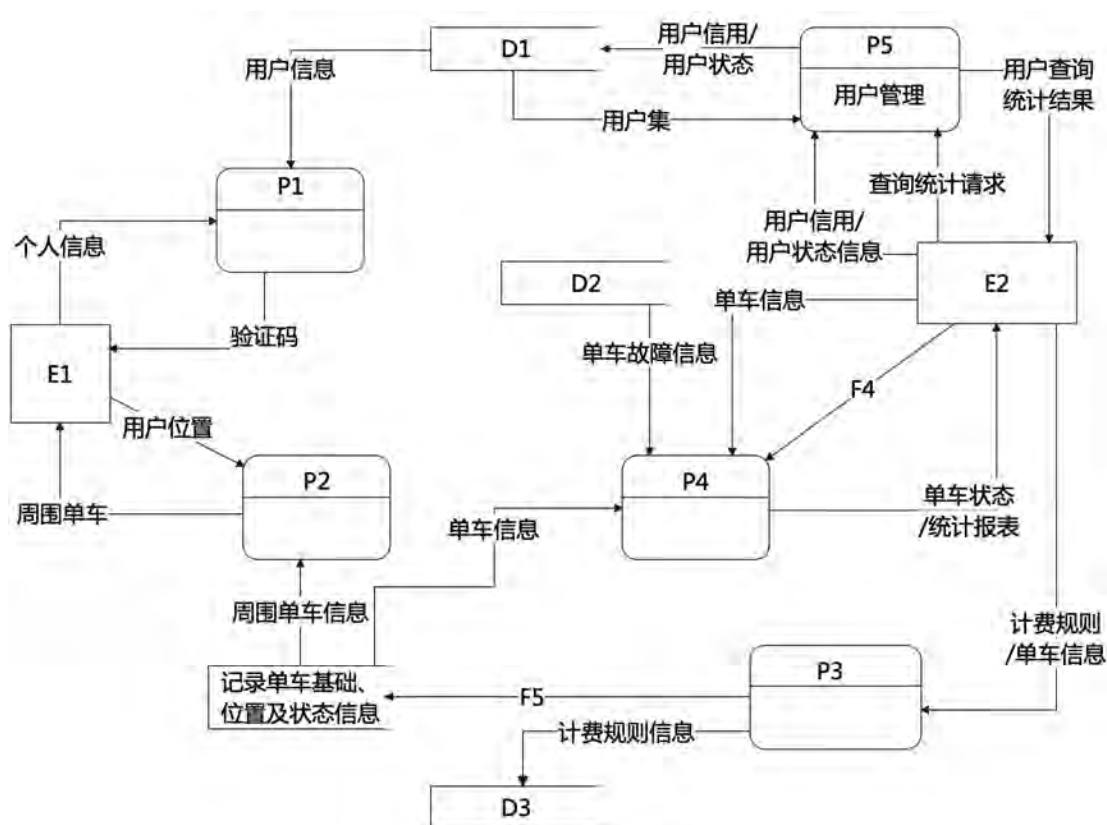 D1
用户信用/
用户状态
P5
用户管理
用户查询
统计结果
用户信息
用户集
P1
查询统计请求
个人信息
用户信用/
用户状态信息
D2
单车信息
E2
验证码
单车故障信息
E1
F4
用户位置
P2
P4
周围单车
单车信息
单车状态
/统计报表
周围单车信息
计费规则
/单车信息
记录单车基础、
位置及状态信息
F5
P3
计费规则信息
D3